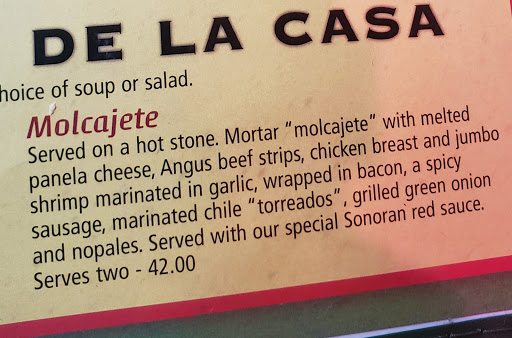 DE LA CASA
hoice of soup or salad.
Molcajete
Served on a hot stone. Mortar “molcajete“ with melted
panela cheese, Angus beef strips, chicken breast and jumbo
shrimp marinated in garlic, wrapped in bacon, a spicy
sausage, marinated chile “torreados“, grilled green onion
and nopales. Served with our special Sonoran red sauce.
Serves two - 42.00